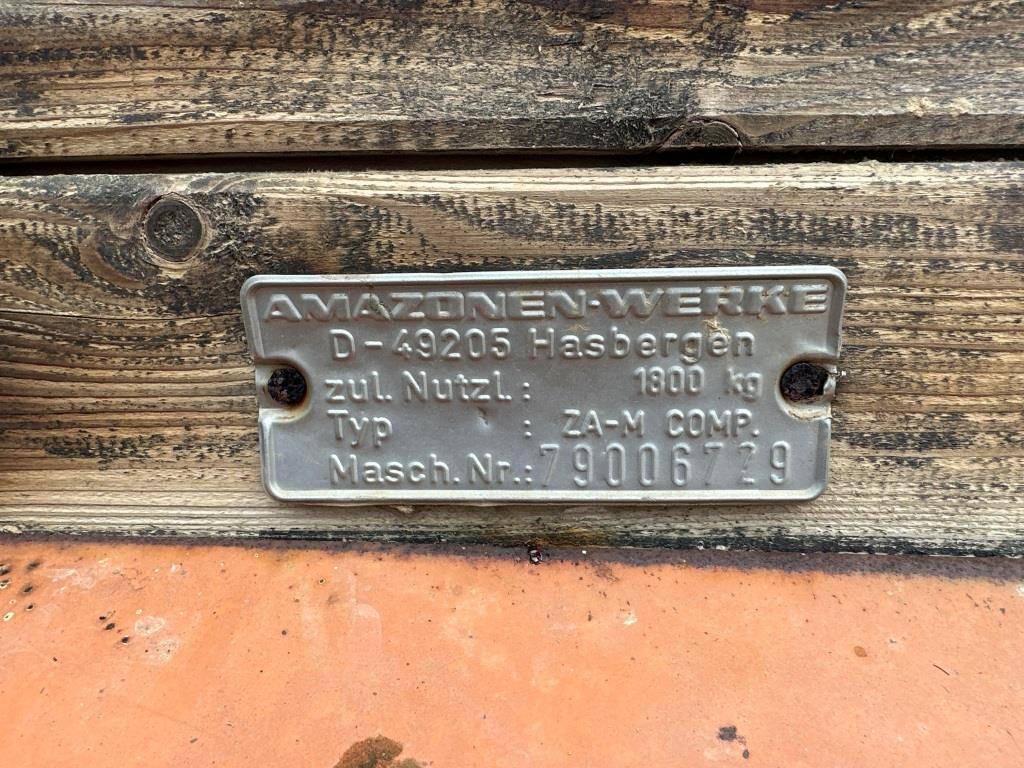 AMAZONEN-WERKE
D-49205 Hasbergen
zul. Nutzl.: 1800 kg
Typ : ZA-M COMP.
Masch.Nr.: 79006729